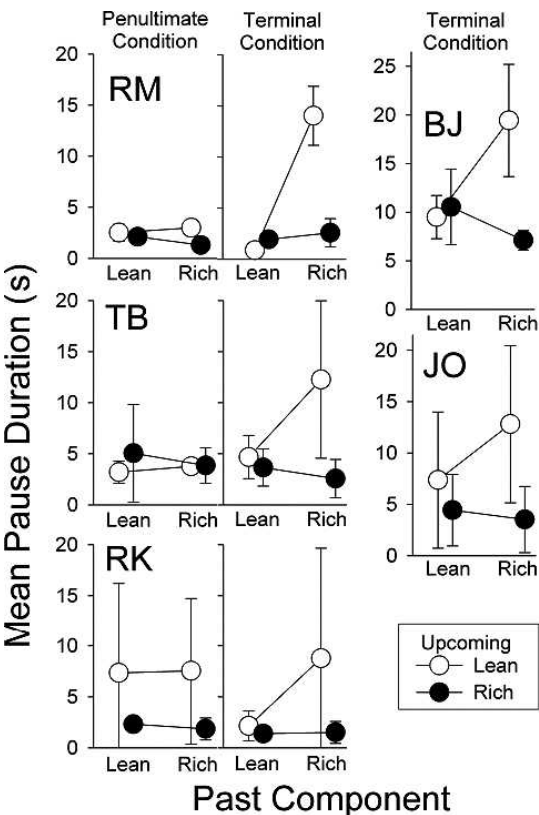 Penultimate Condition
Terminal Condition
Terminal Condition
Mean Pause Duration (s)
RM
20
15
10
5
0
Lean Rich
Lean Rich
BJ
25
20
15
10
5
0
Lean Rich
TB
20
15
10
5
0
Lean Rich
Lean Rich
JO
20
15
10
5
0
Lean Rich
RK
20
15
10
5
0
Lean Rich
Lean Rich
Upcoming
Lean
Rich
Past Component